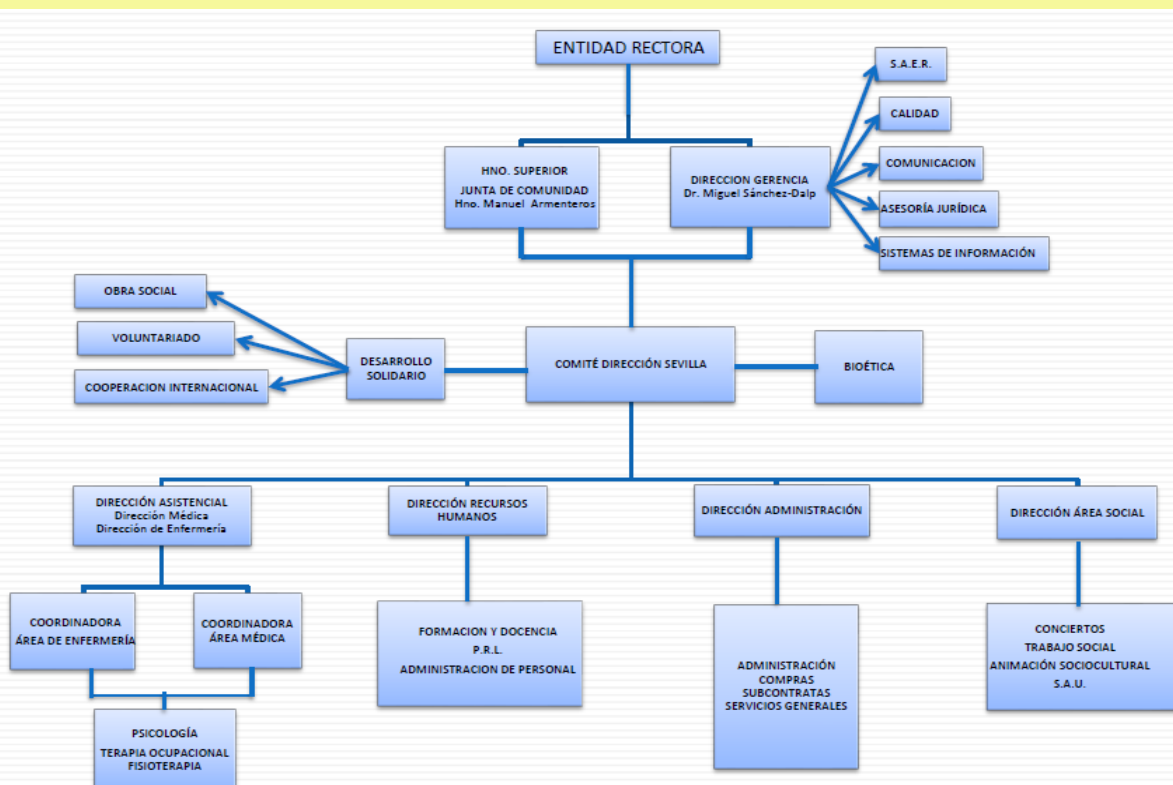 ENTIDAD RECTORA
S.A.E.R.
CALIDAD
COMUNICACION
ASESORÍA JURÍDICA
SISTEMAS DE INFORMACIÓN
HNO. SUPERIOR
JUNTA DE COMUNIDAD
Hno. Manuel Armenteros
DIRECCION GERENCIA
Dr. Miguel Sánchez-Dalp
OBRA SOCIAL
VOLUNTARIADO
COOPERACION INTERNACIONAL
DESARROLLO
SOLIDARIO
COMITÉ DIRECCIÓN SEVILLA
BIOÉTICA
DIRECCIÓN ASISTENCIAL
Dirección Médica
Dirección de Enfermería
DIRECCIÓN RECURSOS
HUMANOS
DIRECCIÓN ADMINISTRACIÓN
DIRECCIÓN ÁREA SOCIAL
COORDINADORA
ÁREA DE ENFERMERÍA
COORDINADORA
ÁREA MÉDICA
FORMACION Y DOCENCIA
P.R.L.
ADMINISTRACION DE PERSONAL
ADMINISTRACIÓN
COMPRAS
SUBCONTRATAS
SERVICIOS GENERALES
CONCIERTOS
TRABAJO SOCIAL
ANIMACIÓN SOCIOCULTURAL
S.A.U.
PSICOLOGÍA
TERAPIA OCUPACIONAL
FISIOTERAPIA